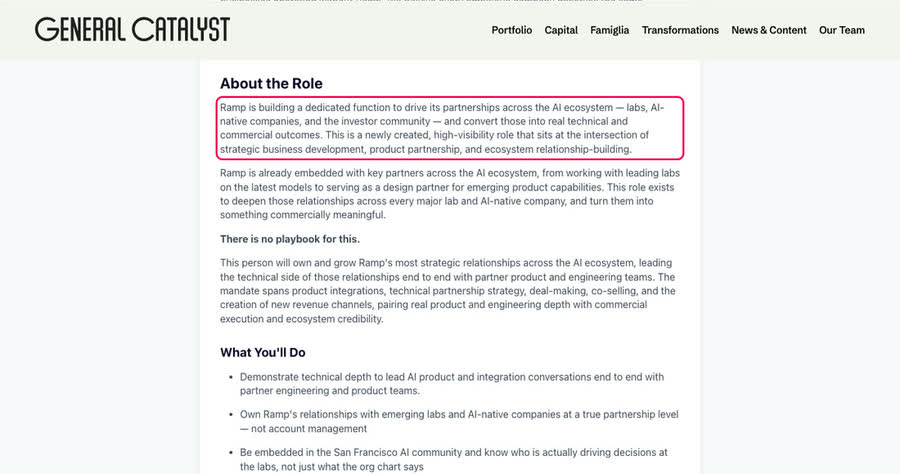 GENERAL CATALYST
Portfolio Capital Famiglia Transformations News & Content Our Team
About the Role
Ramp is building a dedicated function to drive its partnerships across the AI ecosystem — labs, AI-
native companies, and the investor community — and convert those into real technical and
commercial outcomes. This is a newly created, high-visibility role that sits at the intersection of
strategic business development, product partnership, and ecosystem relationship-building.
Ramp is already embedded with key partners across the AI ecosystem, from working with leading labs
on the latest models to serving as a design partner for emerging product capabilities. This role exists
to deepen those relationships across every major lab and AI-native company, and turn them into
something commercially meaningful.
There is no playbook for this.
This person will own and grow Ramp's most strategic relationships across the AI ecosystem, leading
the technical side of those relationships end to end with partner product and engineering teams. The
mandate spans product integrations, technical partnership strategy, deal-making, co-selling, and the
creation of new revenue channels, pairing real product and engineering depth with commercial
execution and ecosystem credibility.
What You'll Do
• Demonstrate technical depth to lead AI product and integration conversations end to end with
partner engineering and product teams.
• Own Ramp's relationships with emerging labs and AI-native companies at a true partnership level
— not account management
• Be embedded in the San Francisco AI community and know who is actually driving decisions at
the labs, not just what the org chart says